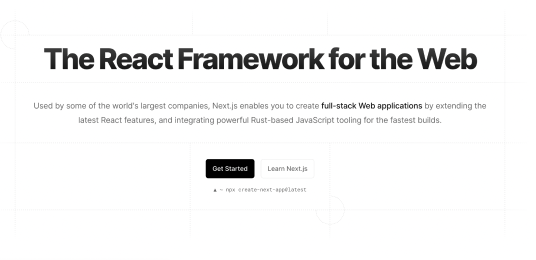 The React Framework for the Web
Used by some of the world's largest companies, Next.js enables you to create full-stack Web applications by extending the
latest React features, and integrating powerful Rust-based JavaScript tooling for the fastest builds.
Get Started
Learn Next.js
▲ ~ npx create-next-app@latest